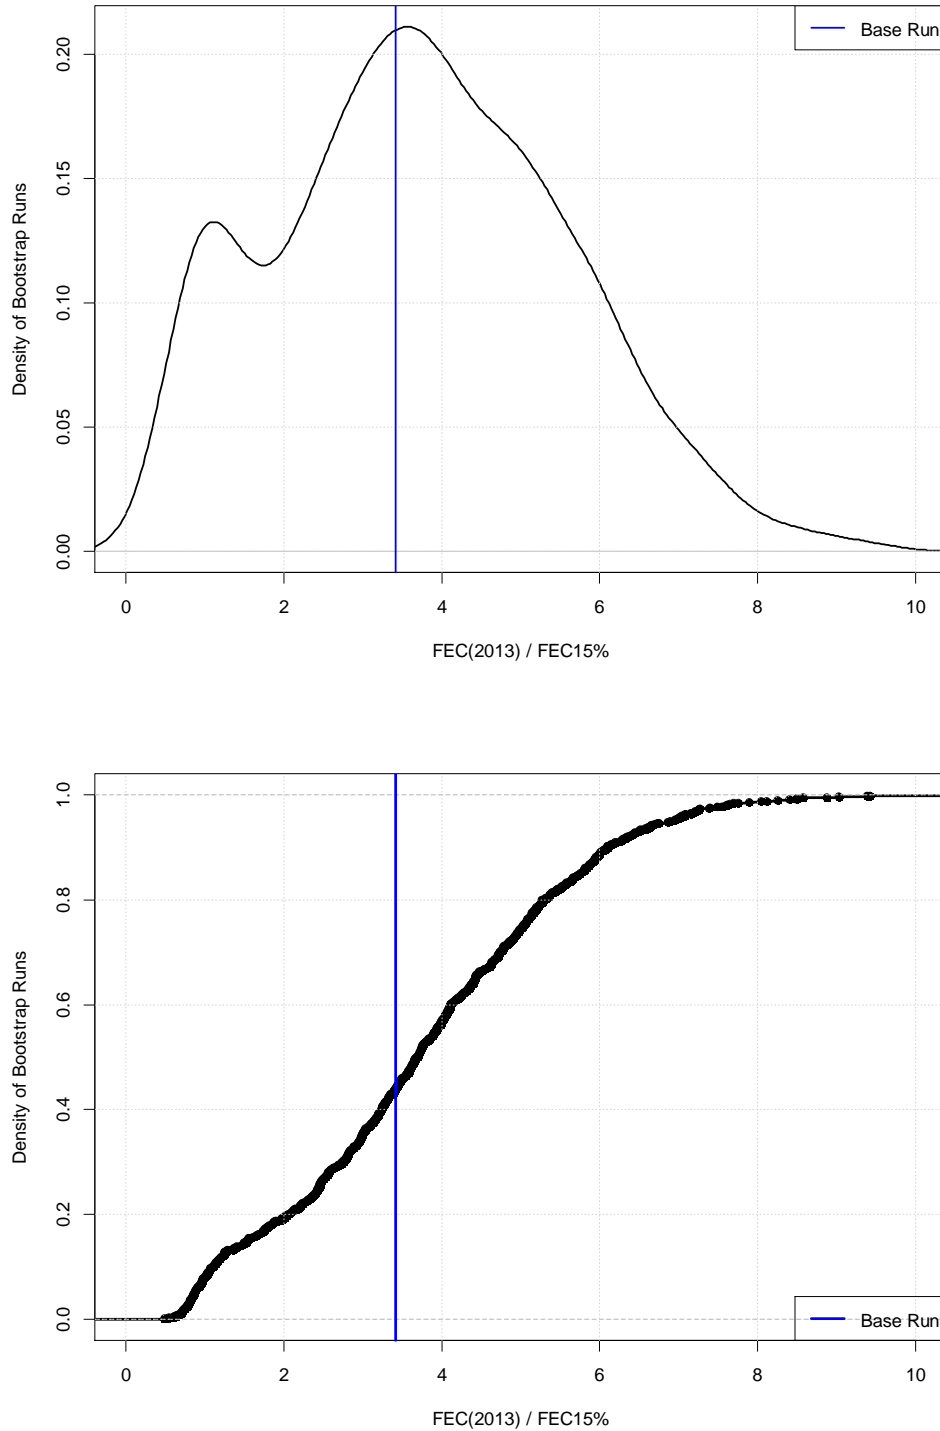 0.20
0.15
0.10
0.05
0.00
Density of Bootstrap Runs
Base Run
0 2 4 6 8 10
FEC(2013) / FEC15%
1.0
0.8
0.6
0.4
0.2
0.0
Density of Bootstrap Runs
Base Run
0 2 4 6 8 10
FEC(2013) / FEC15%